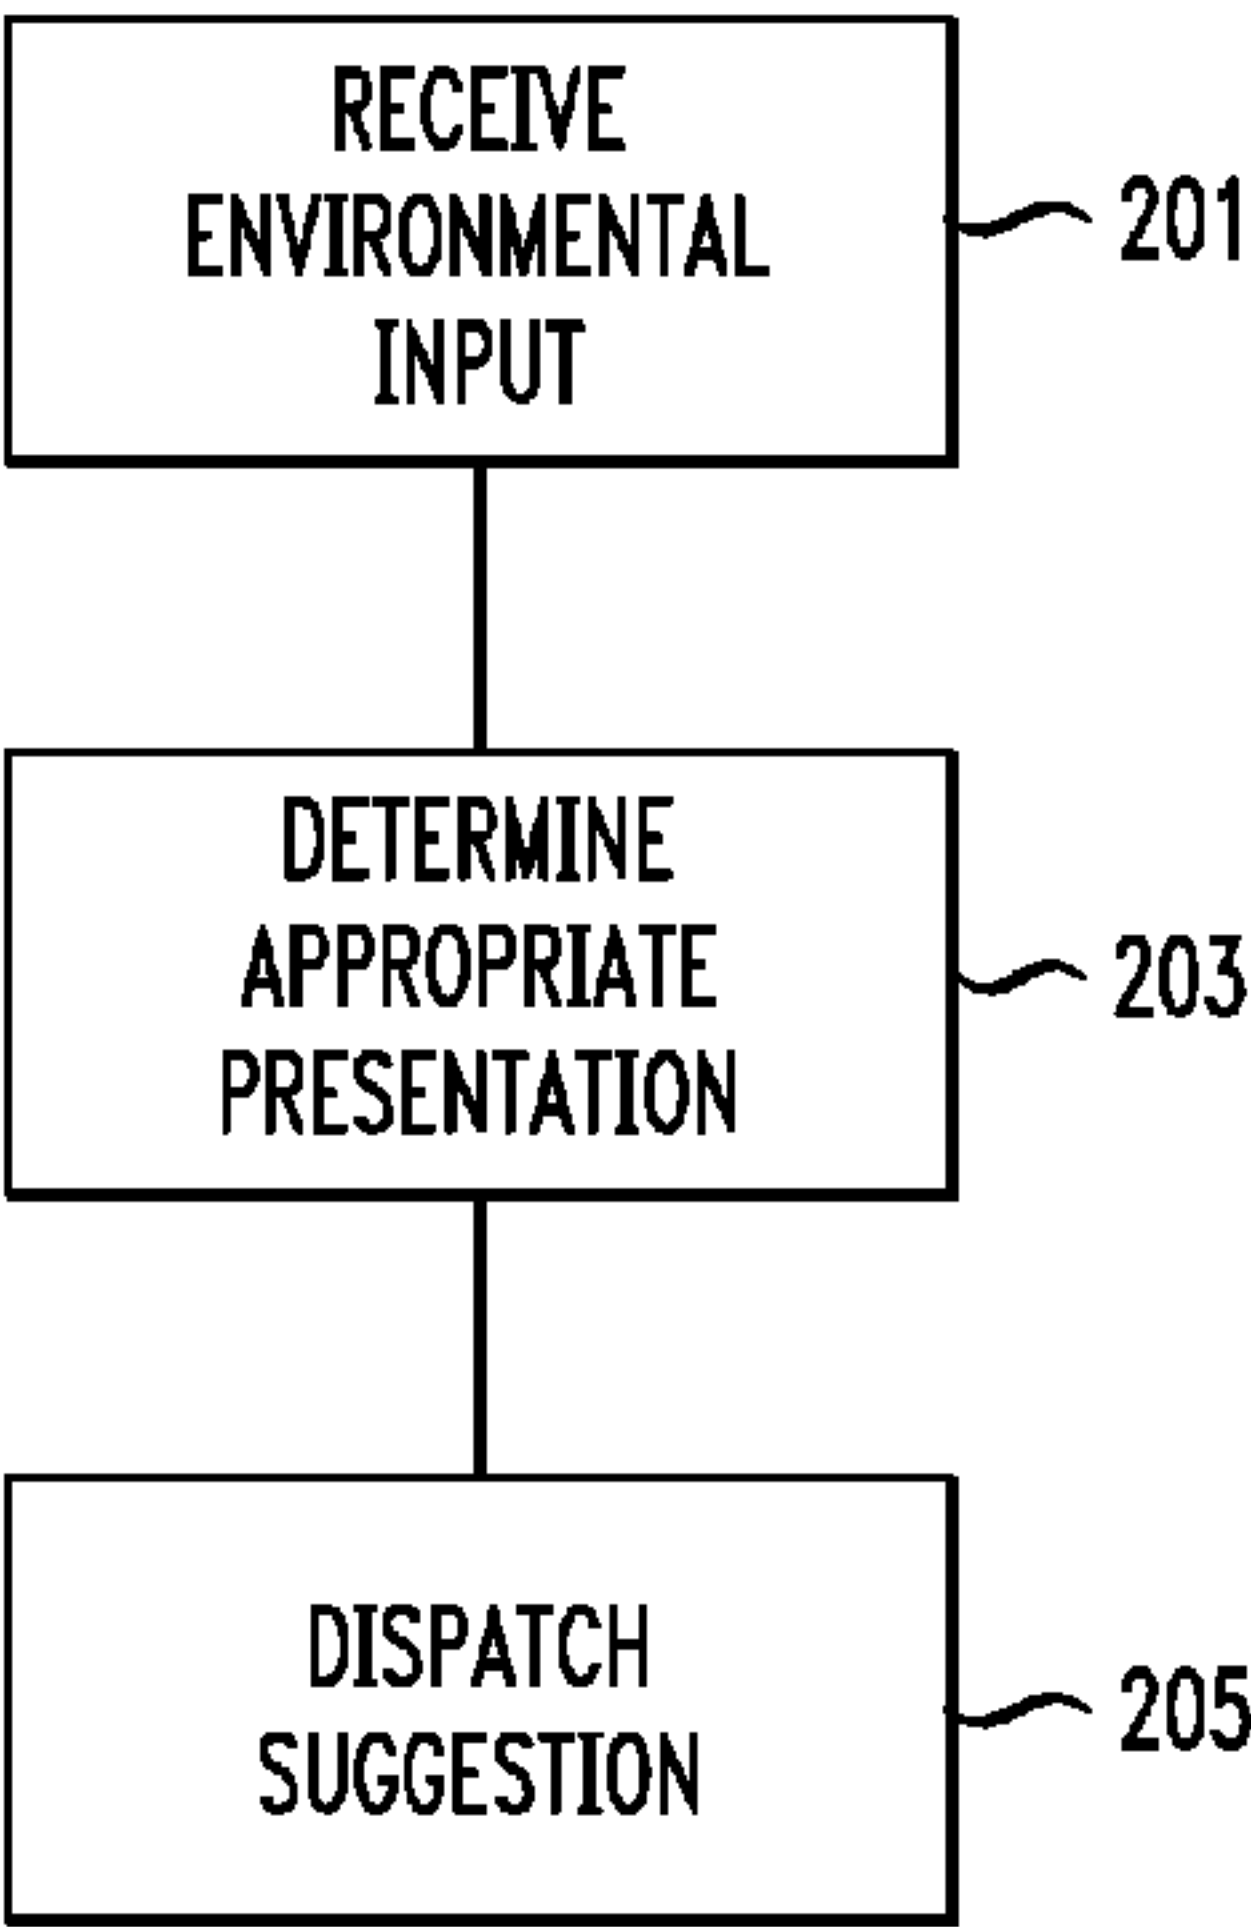 RECEIVE
ENVIRONMENTAL
INPUT
201
DETERMINE
APPROPRIATE
PRESENTATION
203
DISPATCH
SUGGESTION
205